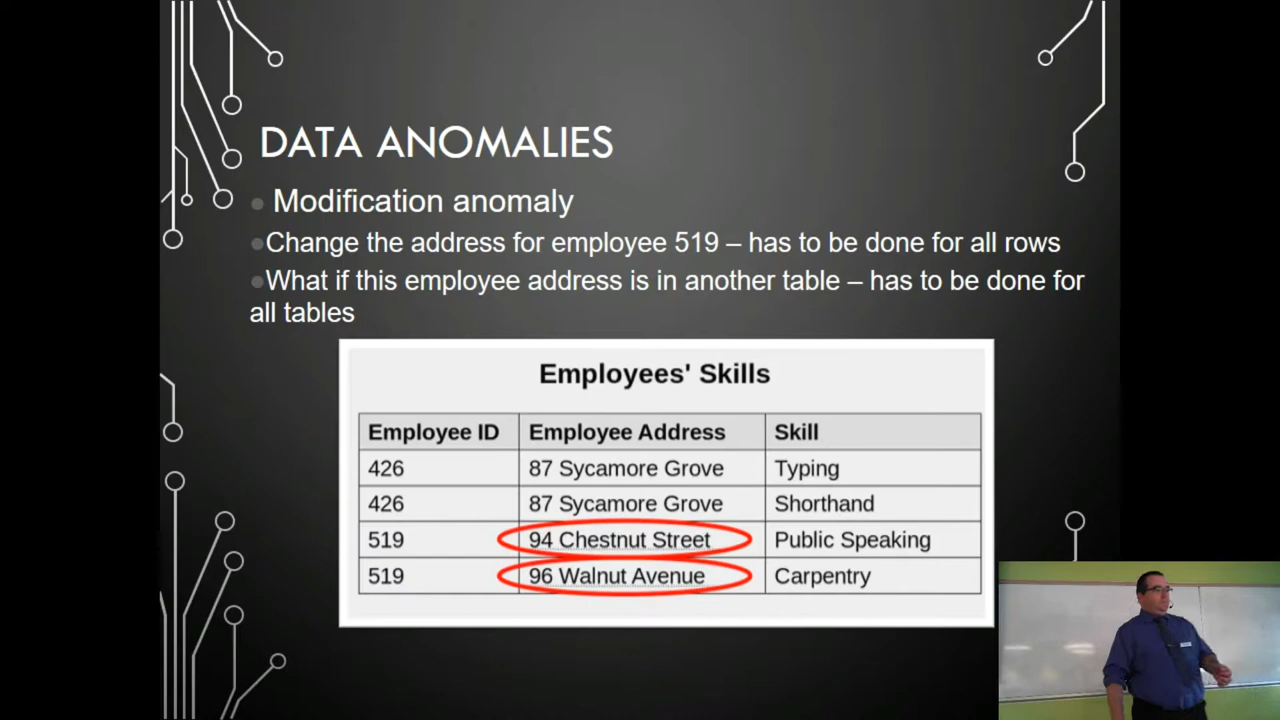 DATA ANOMALIES
Modification anomaly
Change the address for employee 519 – has to be done for all rows
What if this employee address is in another table – has to be done for
all tables
Employees' Skills
Employee ID Employee Address Skill
426 87 Sycamore Grove Typing
426 87 Sycamore Grove Shorthand
519 94 Chestnut Street Public Speaking
519 96 Walnut Avenue Carpentry